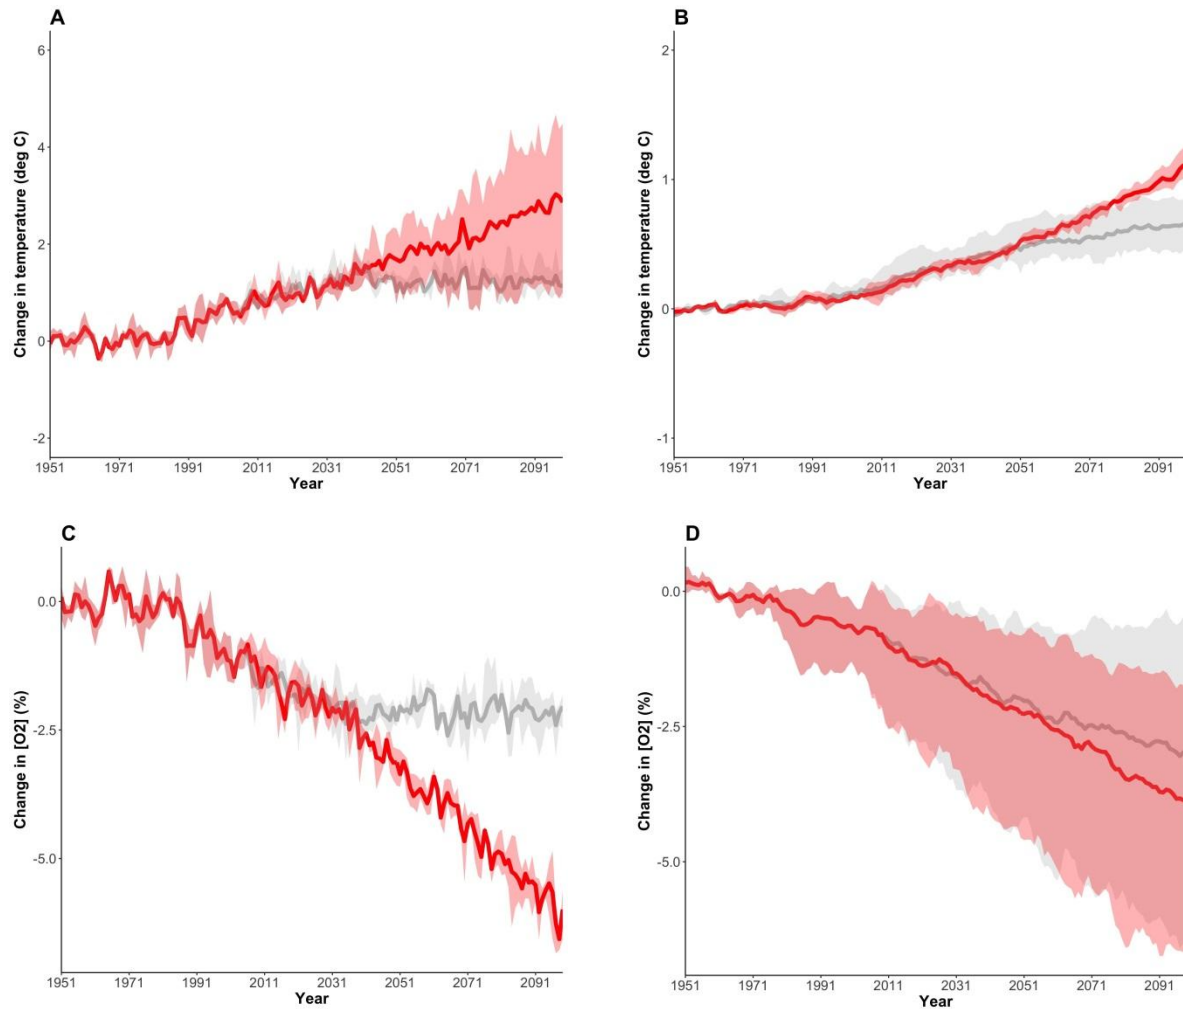 A
6
4
2
0
-2
Change in temperature (deg C)
1951 1971 1991 2011 2031 2051 2071 2091
Year
B
2
1
0
-1
Change in temperature (deg C)
1951 1971 1991 2011 2031 2051 2071 2091
Year
C
0.0
-2.5
-5.0
Change in [O2] (%)
1951 1971 1991 2011 2031 2051 2071 2091
Year
D
0.0
-2.5
-5.0
Change in [O2] (%)
1951 1971 1991 2011 2031 2051 2071 2091
Year